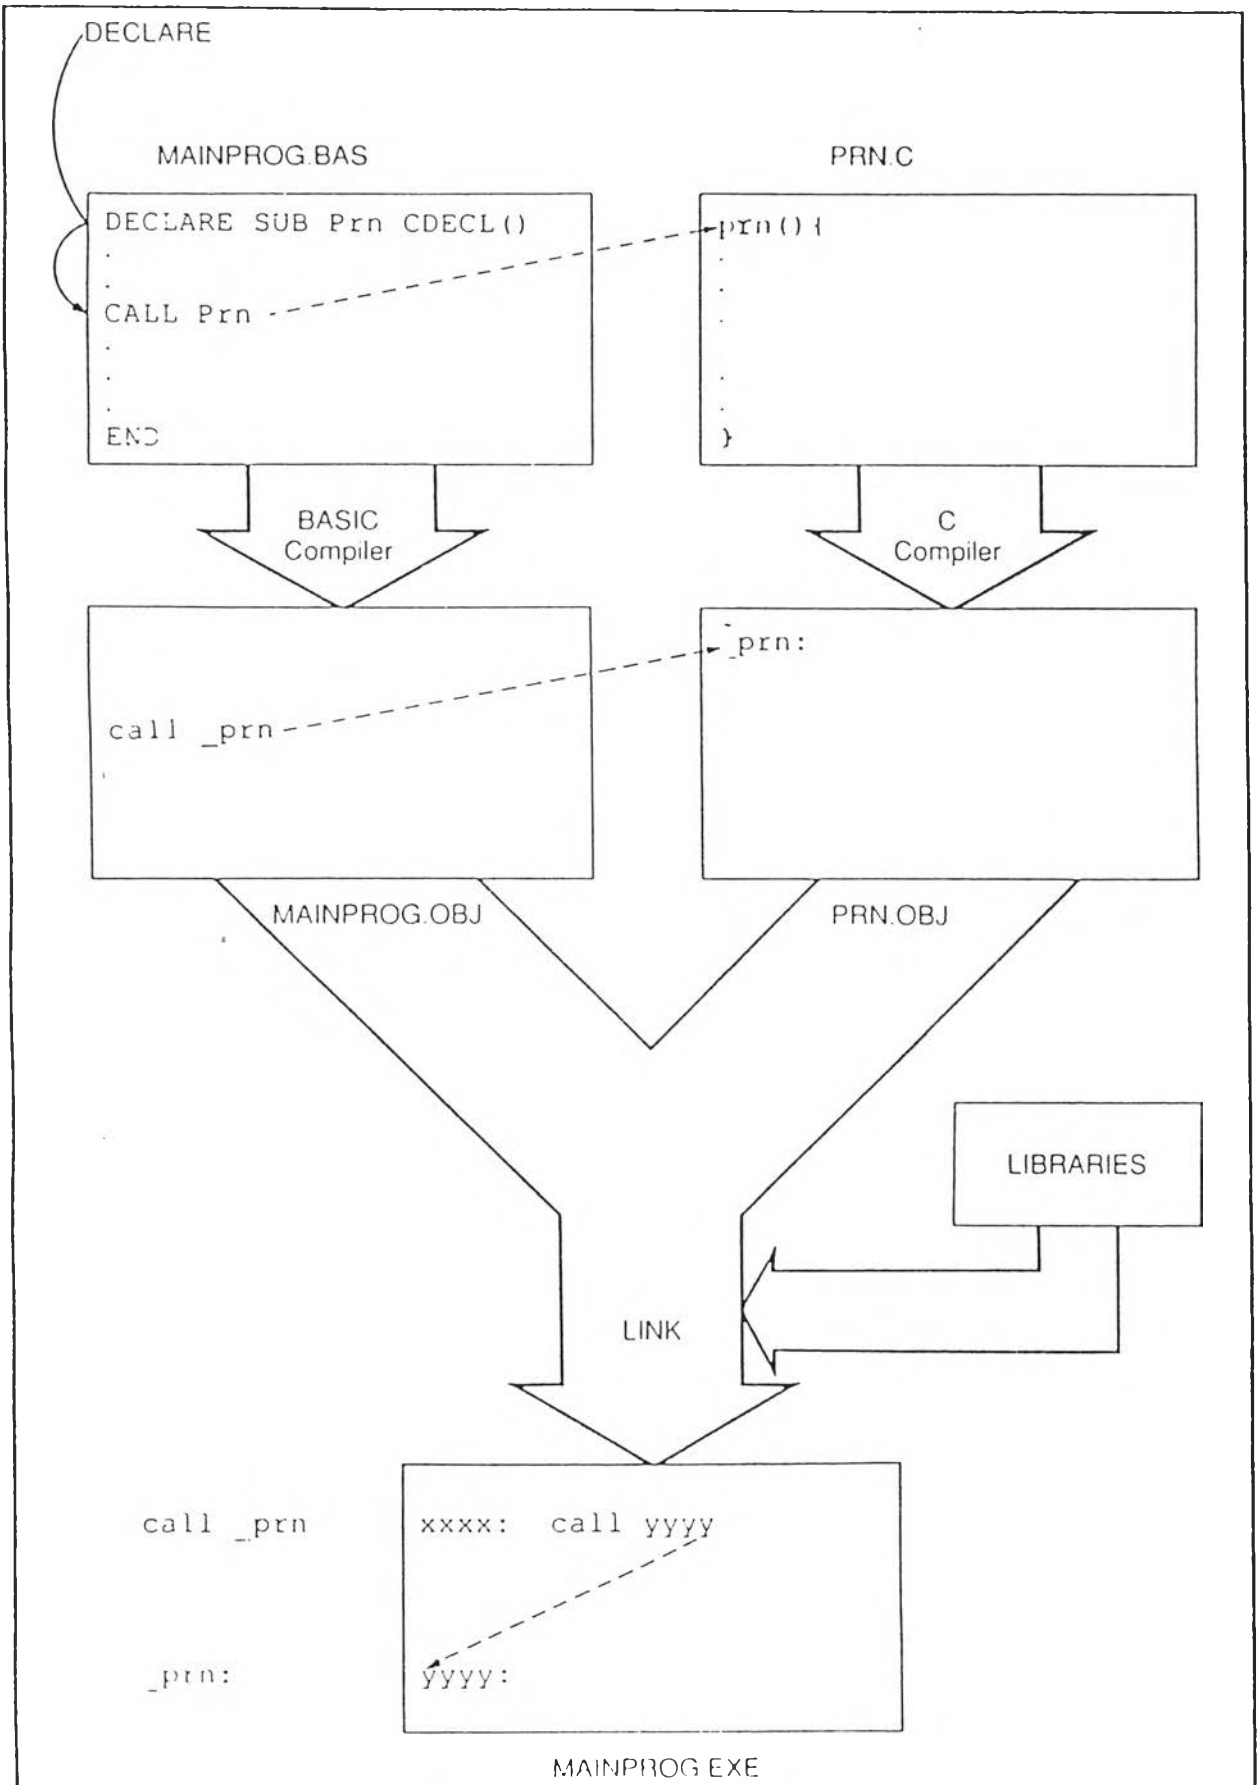 DECLARE
MAINPROG.BAS
PRN.C
DECLARE SUB Prn CDECL()
.
.
CALL Prn
.
.
.
END
prn(){
.
.
.
.
.
}
BASIC
Compiler
C
Compiler
call _prn
_prn:
MAINPROG.OBJ
PRN.OBJ
LIBRARIES
LINK
call _prn
xxxx: call yyyy
_prn:
yyyy:
MAINPROG.EXE